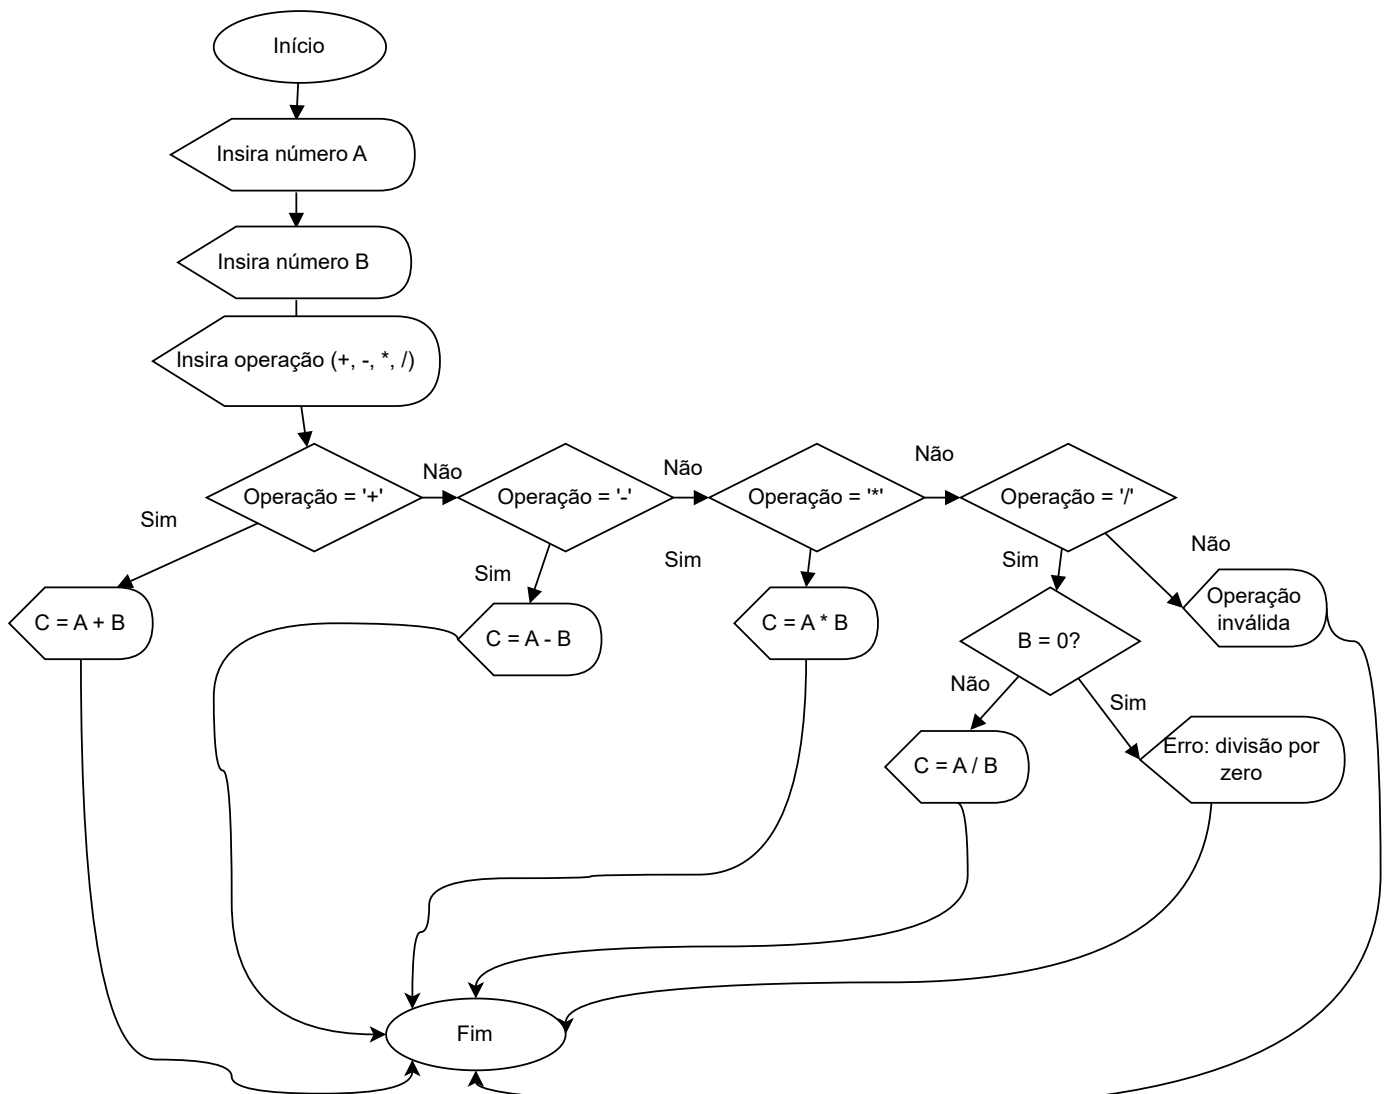 Início
Insira número A
Insira número B
Insira operação (+, -, *, /)
Não
Não
Não
Operação = '+'
Operação = '-'
Operação = '*'
Operação = '/'
Sim
Sim
Sim
Sim
Não
C = A + B
C = A - B
C = A * B
B = 0?
Operação
inválida
Não
Sim
C = A / B
Erro: divisão por
zero
Fim